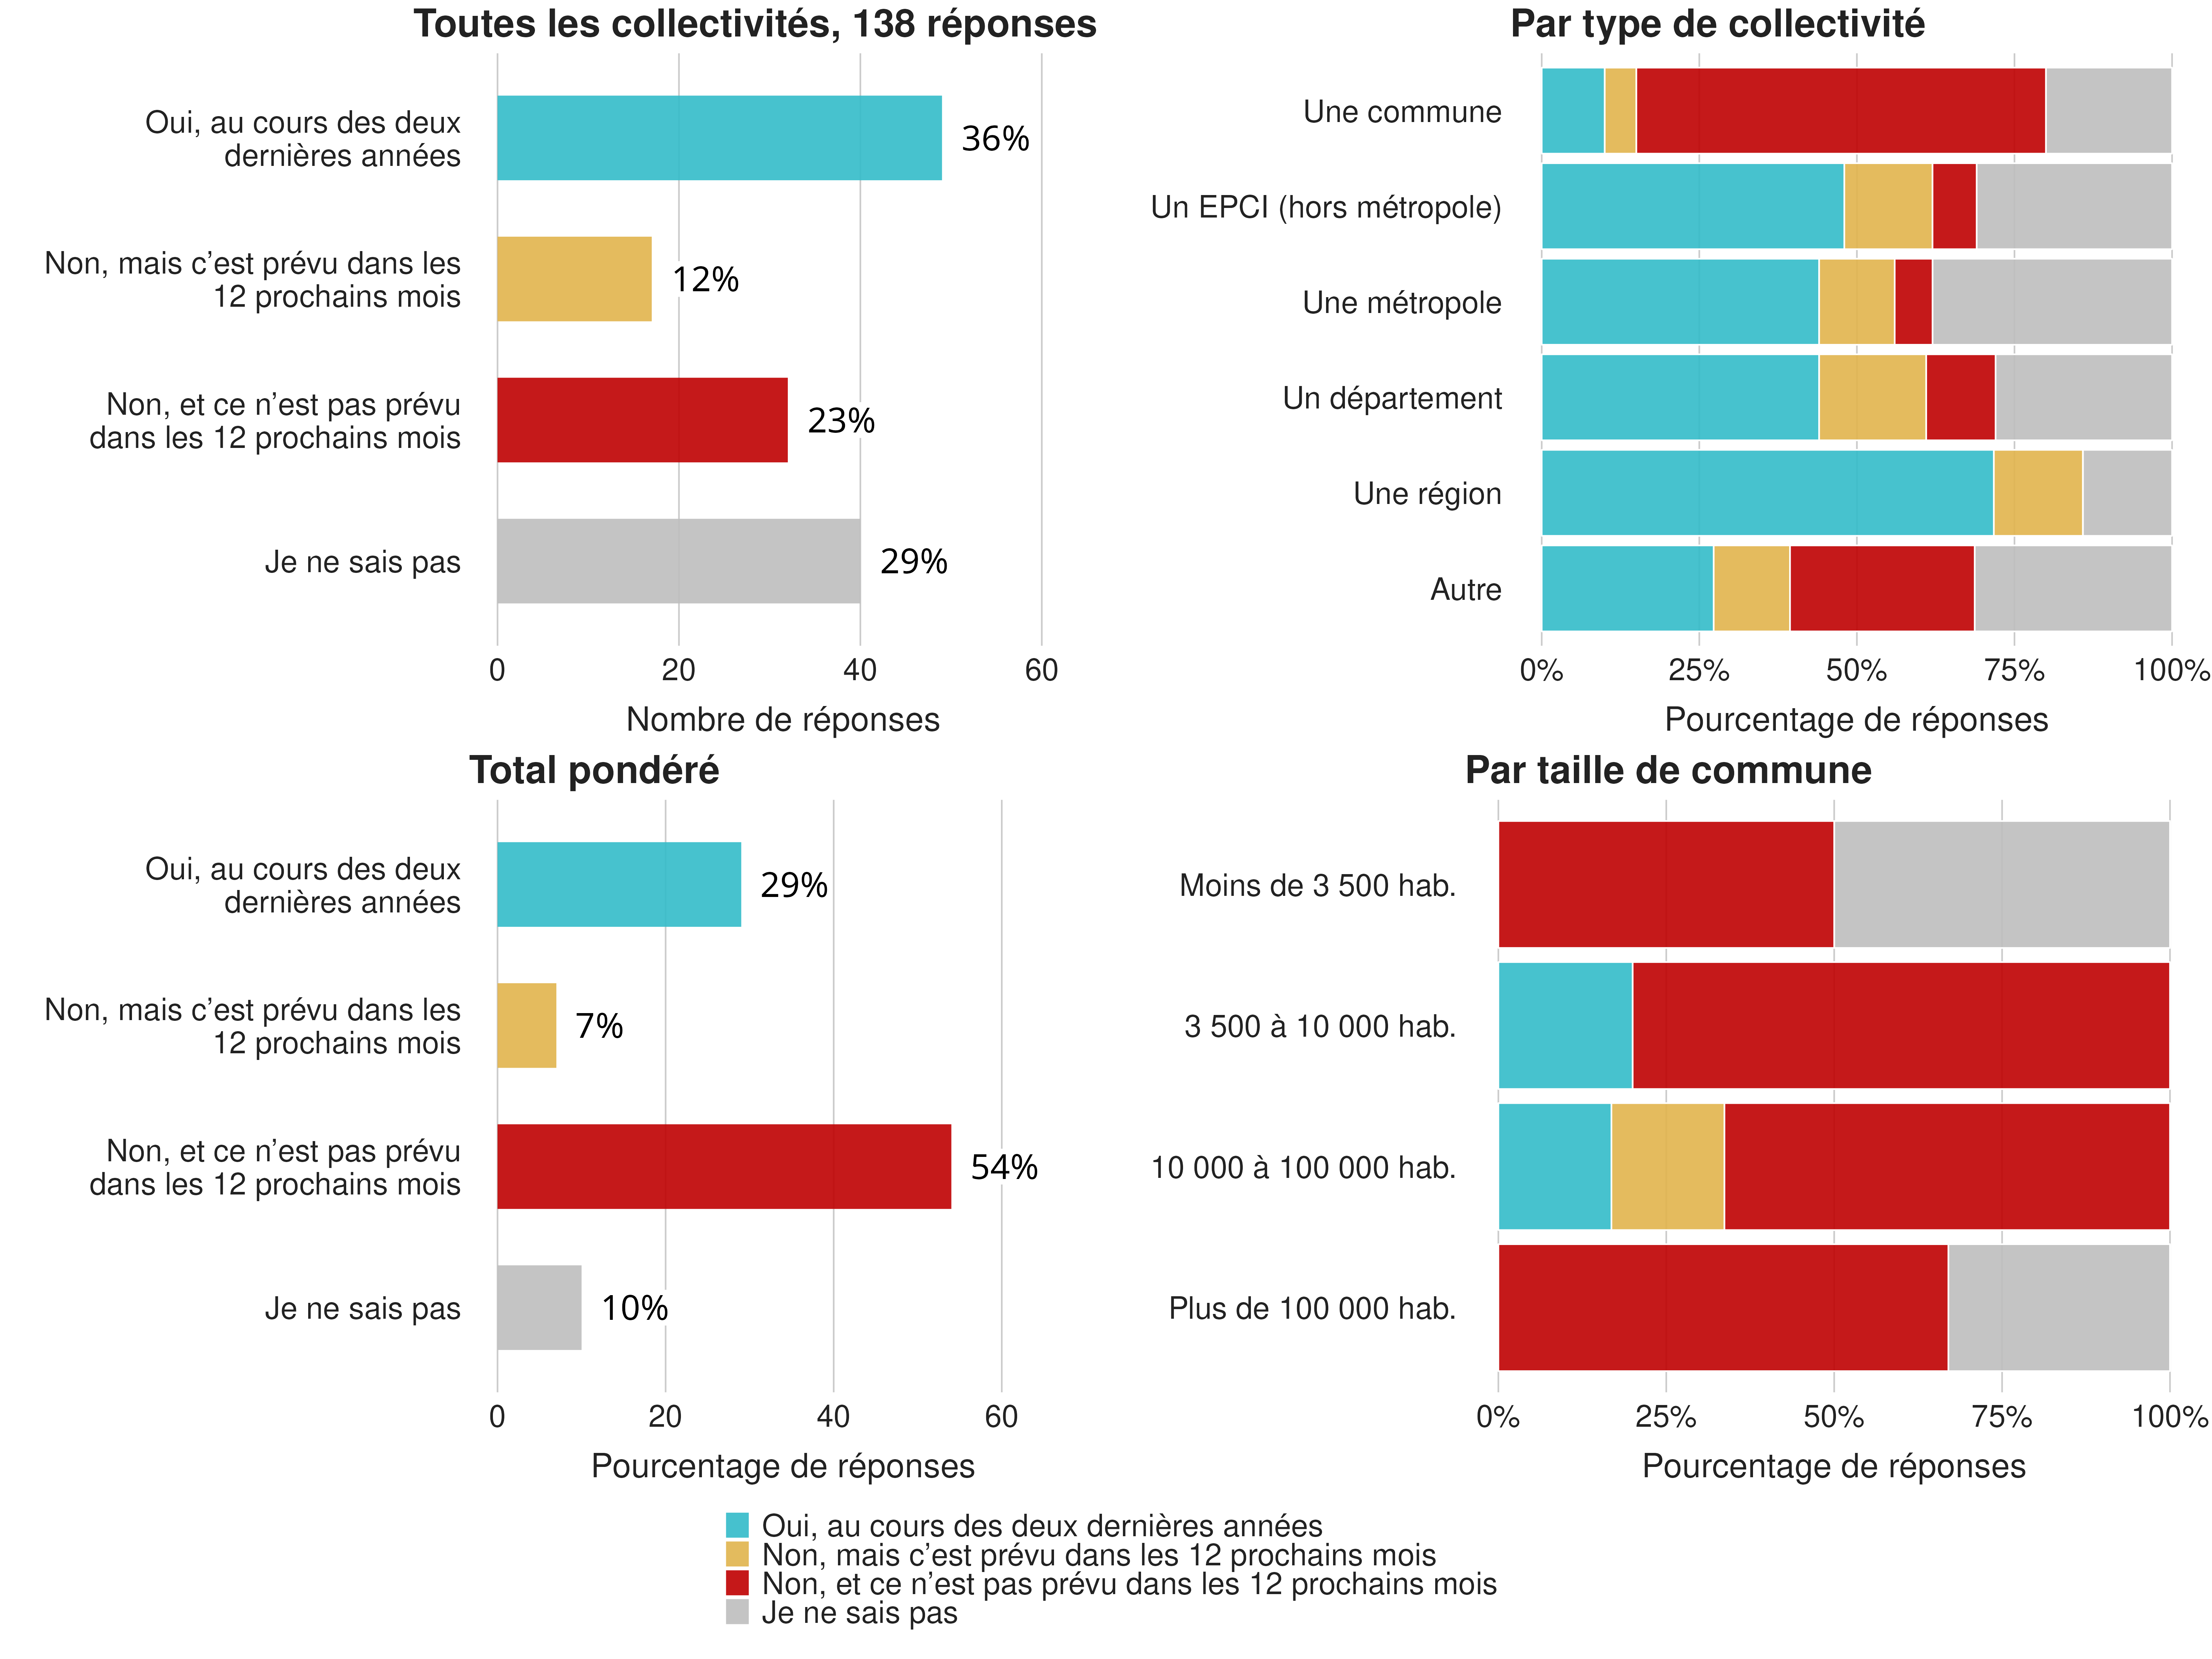 Toutes les collectivités, 138 réponses
Oui, au cours des deux
dernières années
36%
Non, mais c’est prévu dans les
12 prochains mois
12%
Non, et ce n’est pas prévu
dans les 12 prochains mois
23%
Je ne sais pas
29%
0 20 40 60
Nombre de réponses
Par type de collectivité
Une commune
Un EPCI (hors métropole)
Une métropole
Un département
Une région
Autre
0% 25% 50% 75% 100%
Pourcentage de réponses
Total pondéré
Oui, au cours des deux
dernières années
29%
Non, mais c’est prévu dans les
12 prochains mois
7%
Non, et ce n’est pas prévu
dans les 12 prochains mois
54%
Je ne sais pas
10%
0 20 40 60
Pourcentage de réponses
Par taille de commune
Moins de 3 500 hab.
3 500 à 10 000 hab.
10 000 à 100 000 hab.
Plus de 100 000 hab.
0% 25% 50% 75% 100%
Pourcentage de réponses
Oui, au cours des deux dernières années
Non, mais c’est prévu dans les 12 prochains mois
Non, et ce n’est pas prévu dans les 12 prochains mois
Je ne sais pas